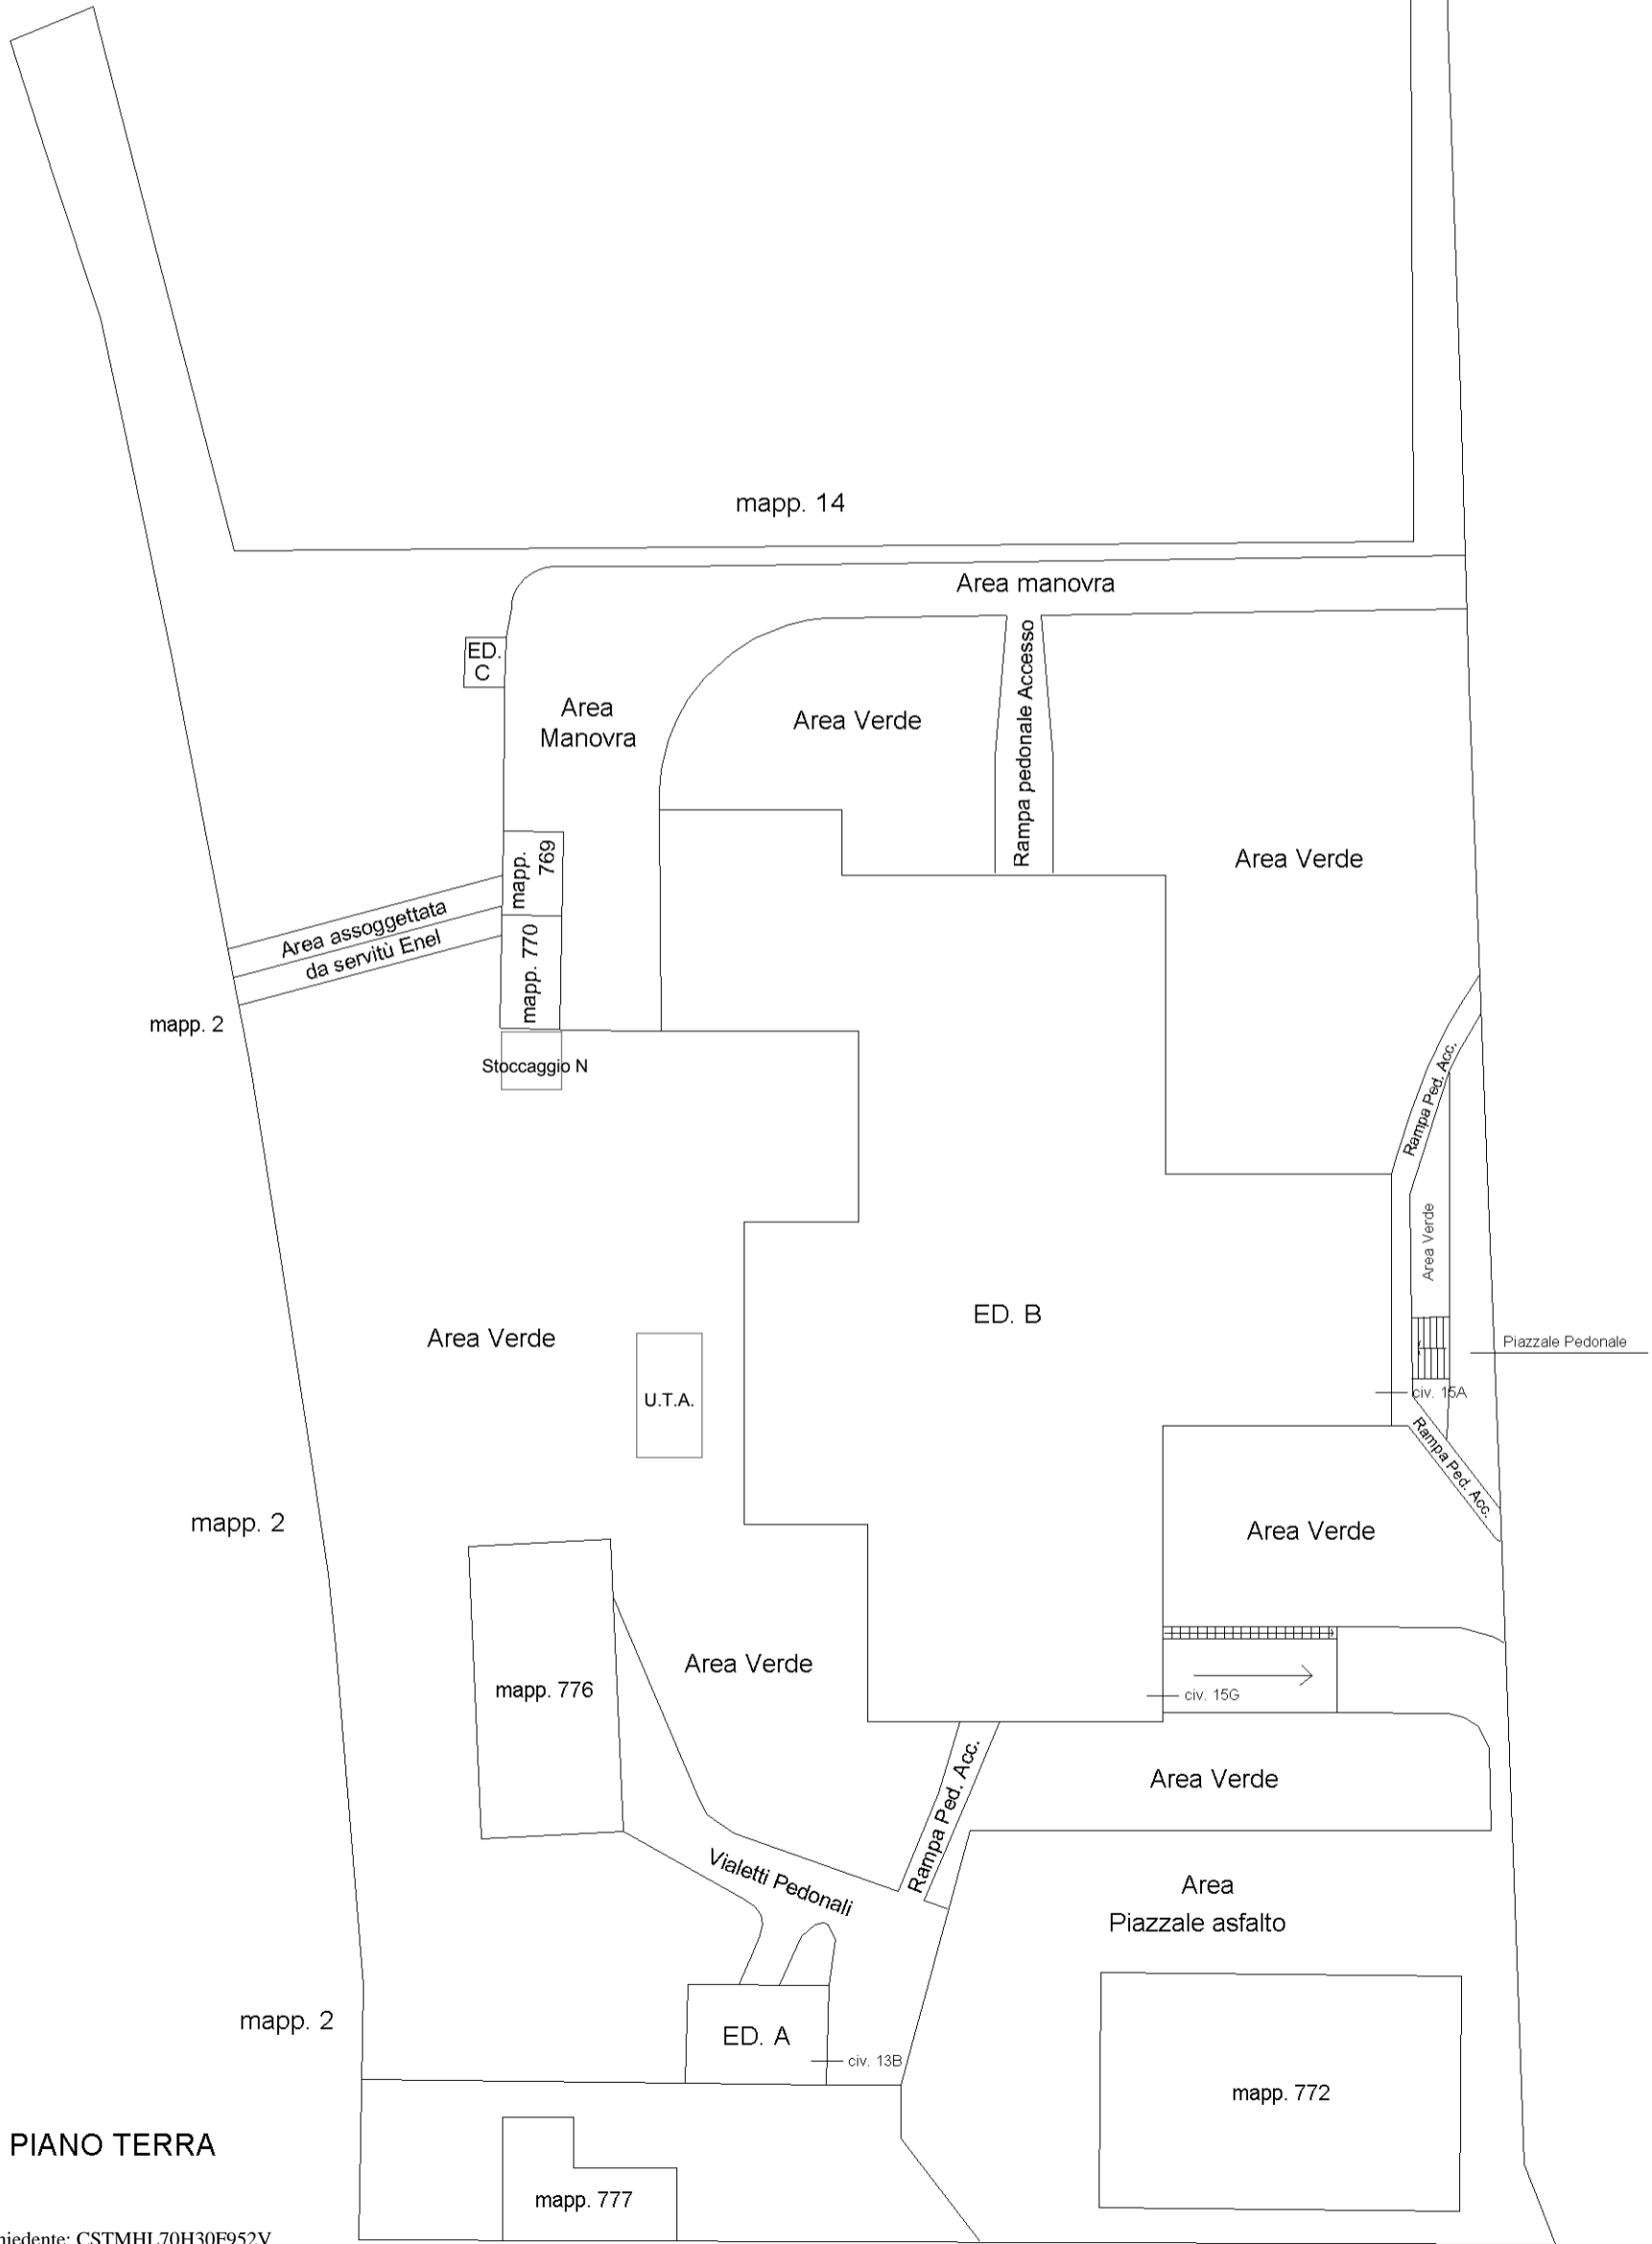 mapp. 14
Area manovra
ED.
C
Area
Manovra
Area Verde
Rampa pedonale Accesso
Area Verde
mapp.
769
Area assoggettata
da servitù Enel
mapp. 770
mapp. 2
Stoccaggio N
Rampa Ped. Acc.
Area Verde
ED. B
Area Verde
Piazzale Pedonale
U.T.A.
civ. 15A
Rampa Ped. Acc.
mapp. 2
Area Verde
Area Verde
mapp. 776
civ. 15G
Rampa Ped. Acc.
Area Verde
Vialetti Pedonali
Area
Piazzale asfalto
mapp. 2
ED. A
civ. 13B
mapp. 772
PIANO TERRA
mapp. 777
hiedente: CSTMHL70H30F952V